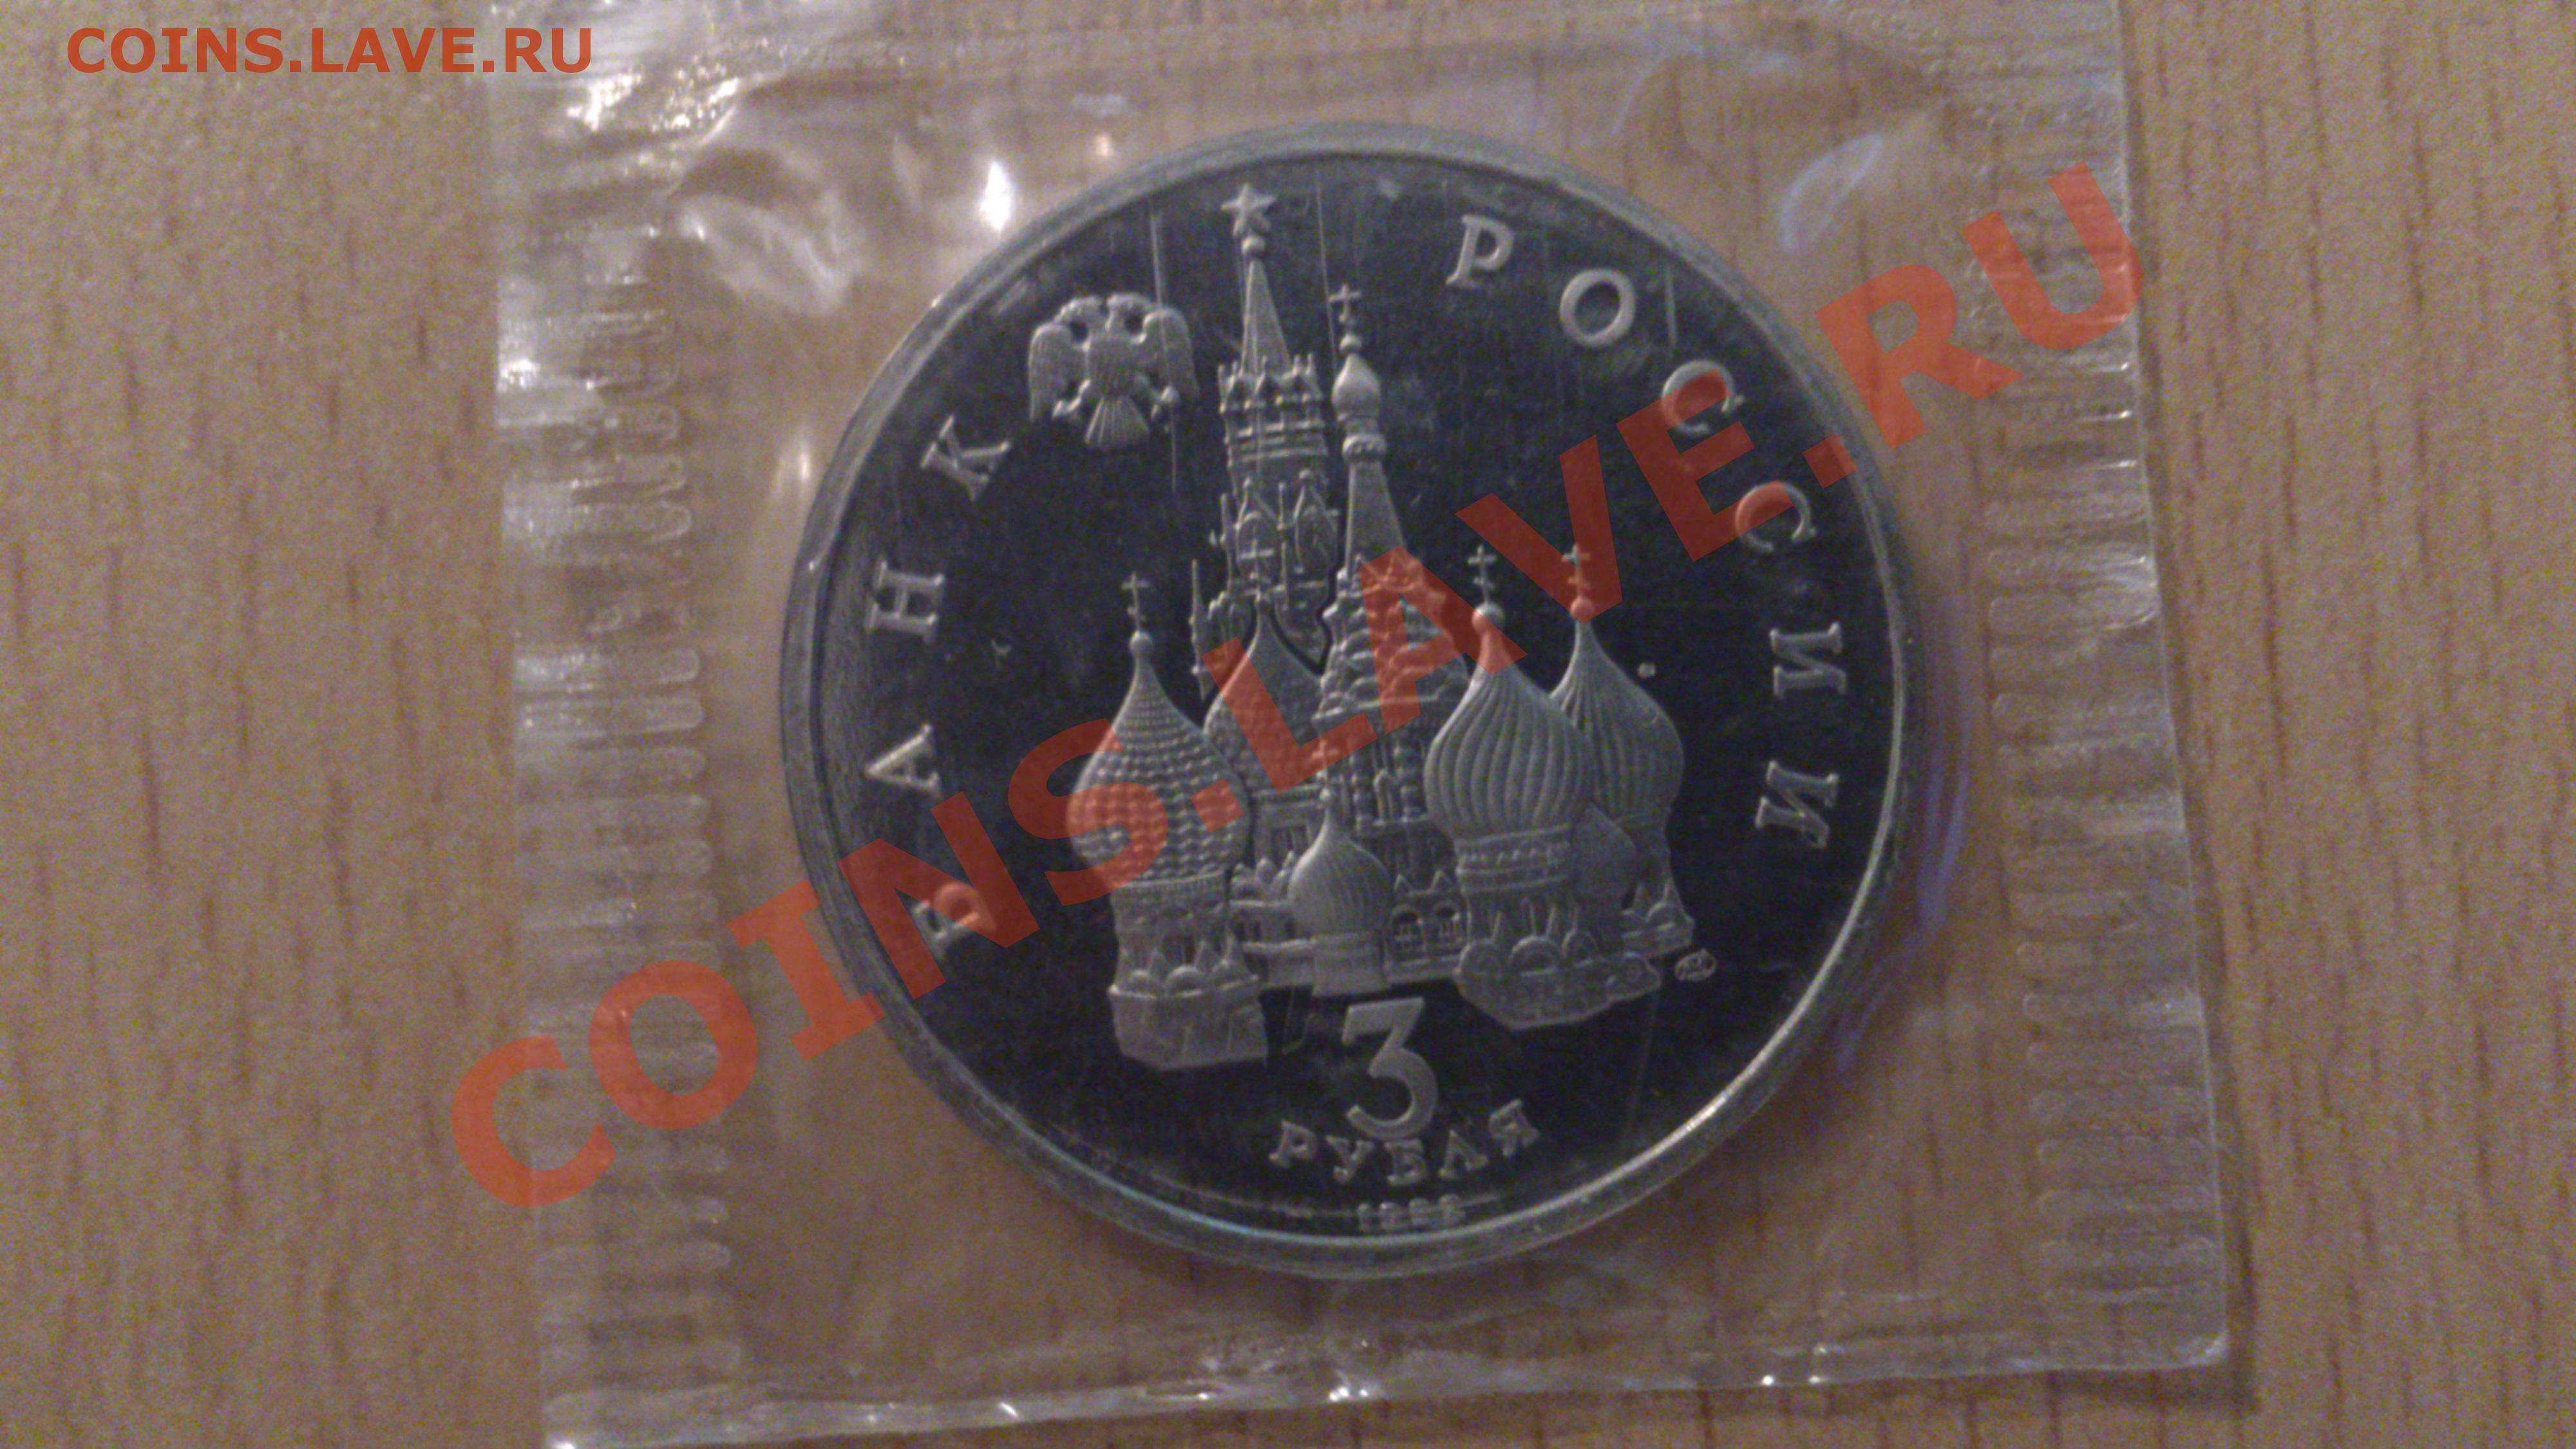 COINS.LAVE.RU
БАНК РОССИИ
COINS.LAVE.RU
3
РУБЛЯ